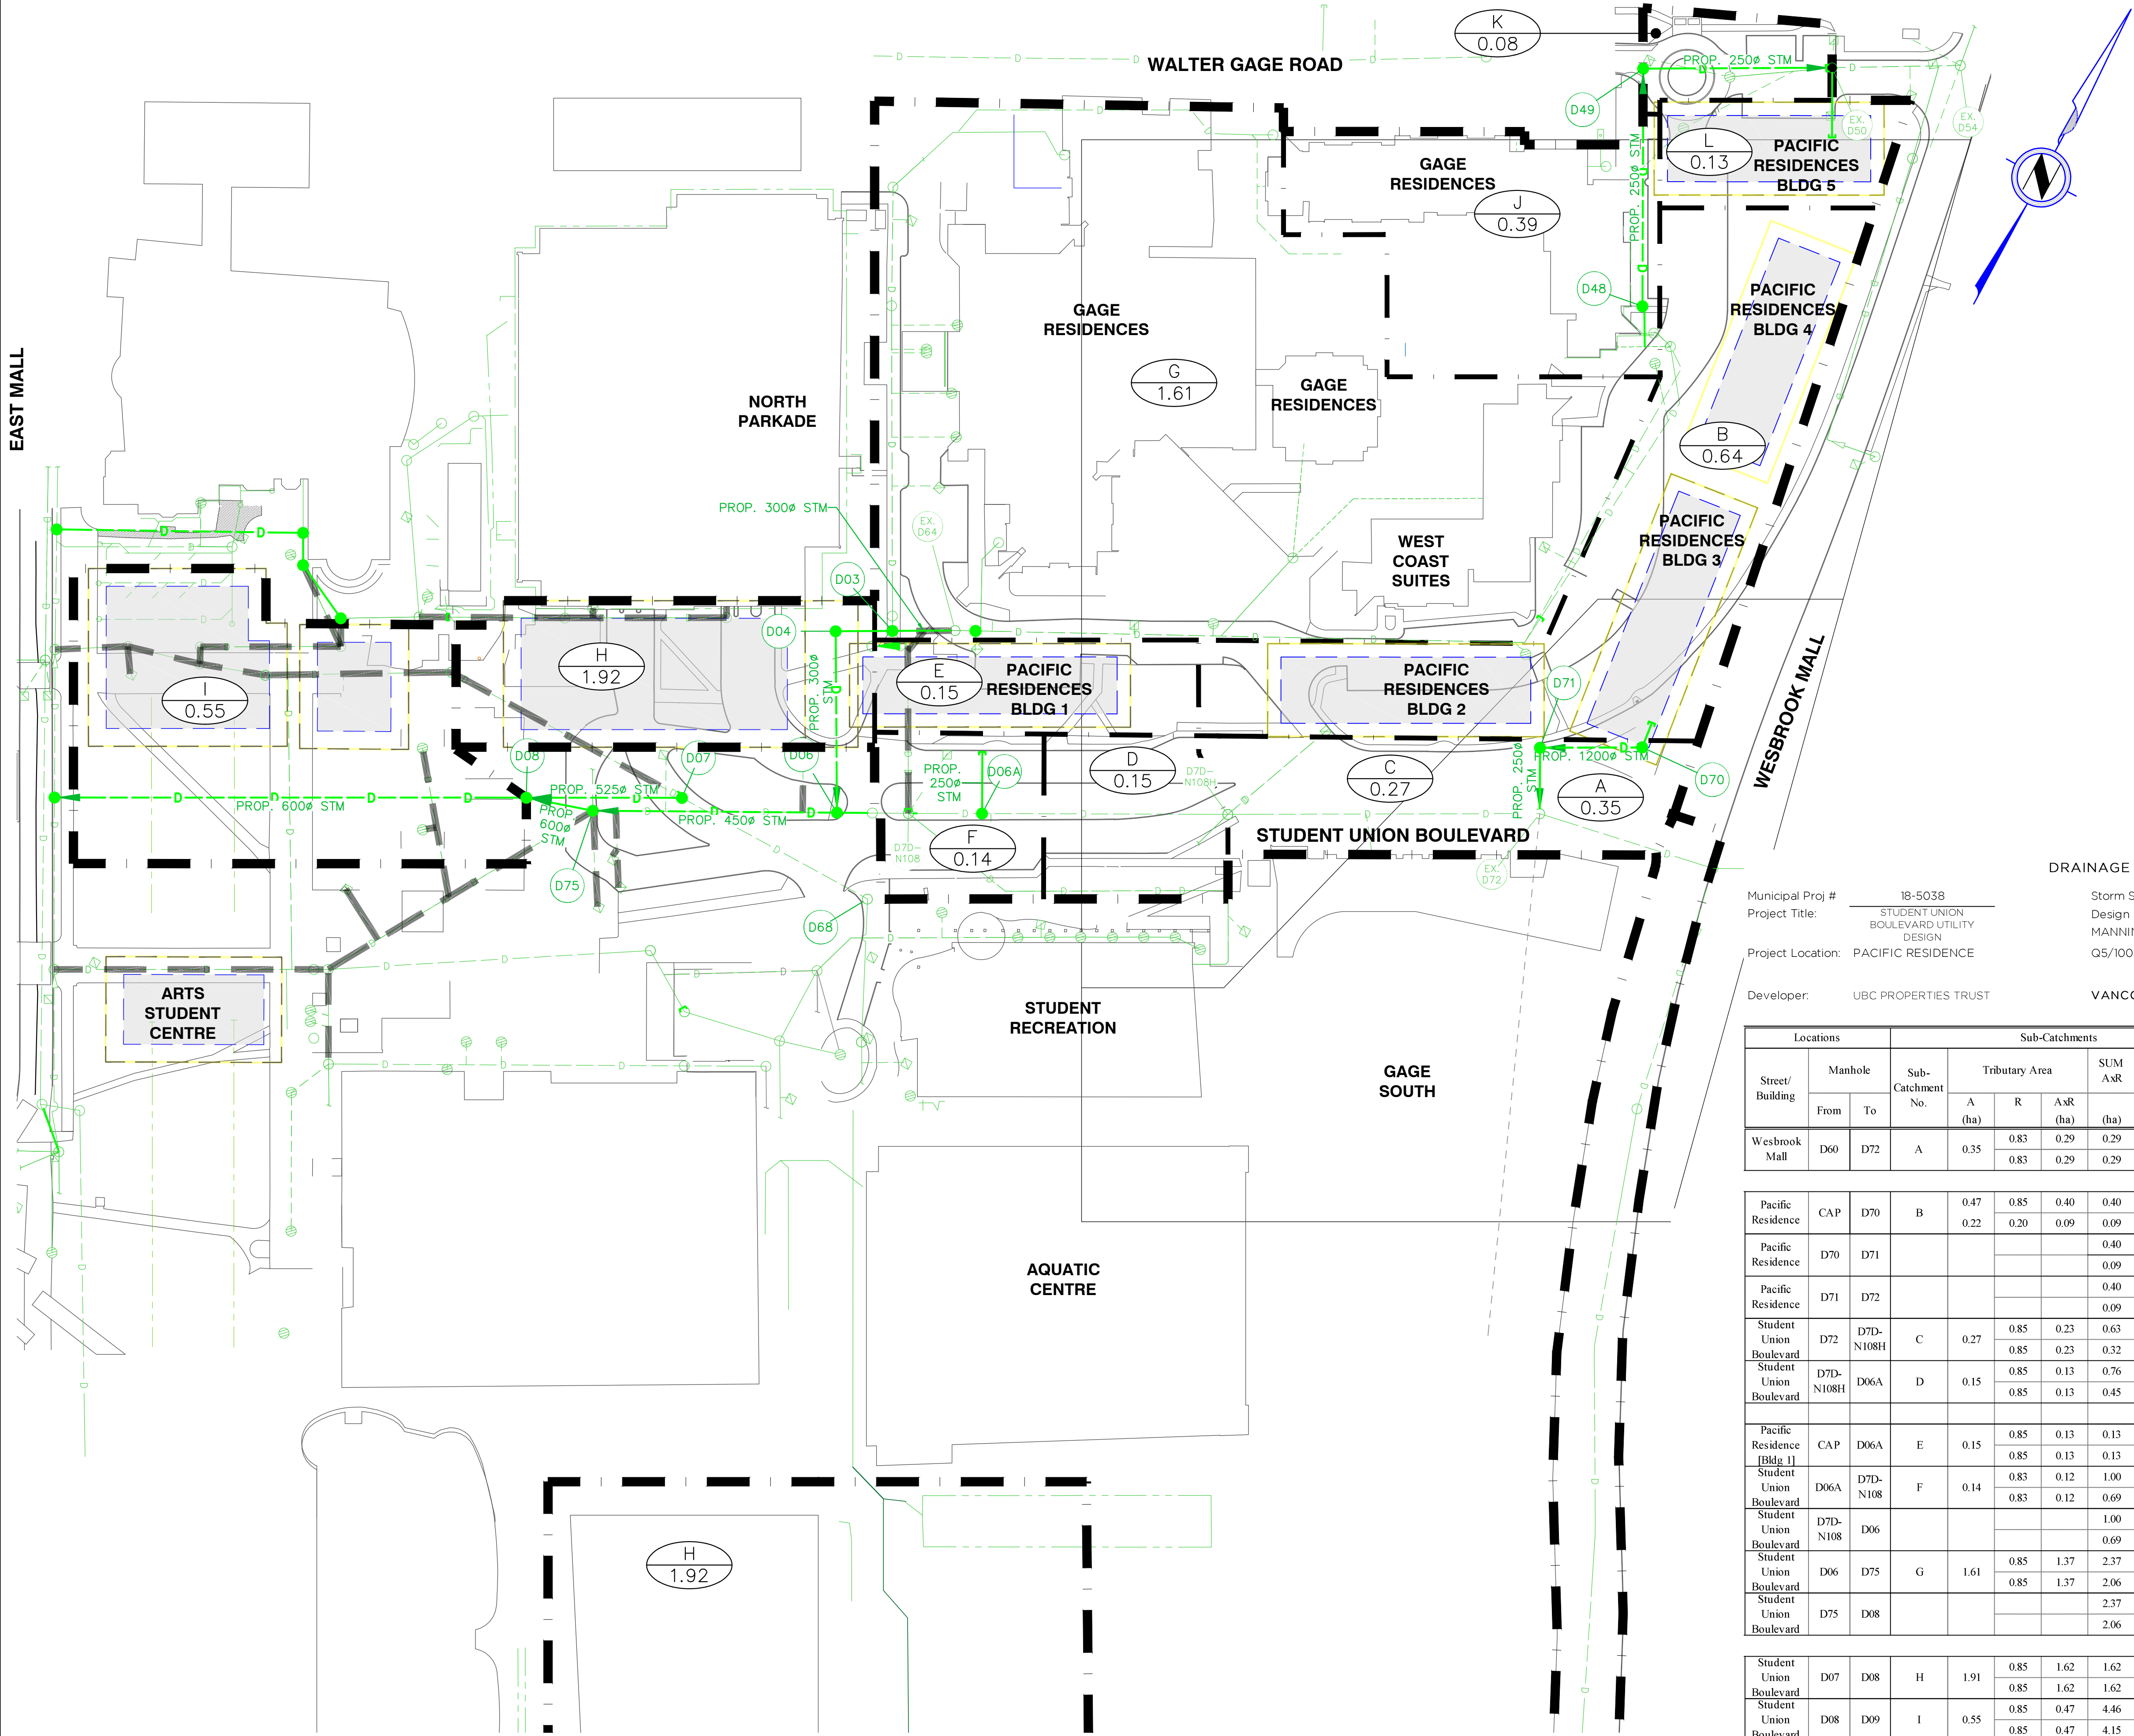 K
0.08
WALTER GAGE ROAD
PROP. 250ø STM
D49
EX.
D50
EX.
D54
L
0.13
PACIFIC
RESIDENCES
BLDG 5
GAGE
RESIDENCES
J
0.39
PROP. 250ø STM
D48
PACIFIC
RESIDENCES
BLDG 4
GAGE
RESIDENCES
G
1.61
GAGE
RESIDENCES
EAST MALL
NORTH
PARKADE
B
0.64
PROP. 300ø STM
EX.
D64
WEST
COAST
SUITES
PACIFIC
RESIDENCES
BLDG 3
D03
D04
H
1.92
E
0.15
PACIFIC
RESIDENCES
BLDG 1
PACIFIC
RESIDENCES
BLDG 2
D71
I
0.55
PROP. 300ø
STM
WESBROOK MALL
D08
D07
D06
PROP.
250ø
STM
D06A
D
0.15
D7D-
N108H
C
0.27
PROP. 250ø
STM
PROP. 1200ø STM
D70
A
0.35
PROP. 600ø STM
PROP. 525ø STM
PROP.
600ø
STM
PROP. 450ø STM
D7D-
N108
F
0.14
STUDENT UNION BOULEVARD
EX.
D72
D75
D68
ARTS
STUDENT
CENTRE
STUDENT
RECREATION
GAGE
SOUTH
AQUATIC
CENTRE
H
1.92
DRAINAGE
Municipal Proj # 18-5038 Storm S
Project Title: STUDENT UNION
BOULEVARD UTILITY
DESIGN
Design
MANNIN
Project Location: PACIFIC RESIDENCE Q5/100
Developer: UBC PROPERTIES TRUST VANCO
Locations Sub-Catchments
Street/
Building
Manhole
Sub-
Catchment
No.
Tributary Area
SUM
AxR
From To A R AxR
(ha) (ha) (ha)
Wesbrook
Mall
D60 D72 A 0.35 0.83 0.29 0.29
0.83 0.29 0.29
Pacific
Residence
CAP D70 B 0.47 0.85 0.40 0.40
0.22 0.20 0.09 0.09
Pacific
Residence
D70 D71 0.40
0.09
Pacific
Residence
D71 D72 0.40
0.09
Student
Union
Boulevard
D72 D7D-
N108H
C 0.27 0.85 0.23 0.63
0.85 0.23 0.32
Student
Union
Boulevard
D7D-
N108H
D06A D 0.15 0.85 0.13 0.76
0.85 0.13 0.45
Pacific
Residence
[Bldg 1]
CAP D06A E 0.15 0.85 0.13 0.13
0.85 0.13 0.13
Student
Union
Boulevard
D06A D7D-
N108
F 0.14 0.83 0.12 1.00
0.83 0.12 0.69
Student
Union
Boulevard
D7D-
N108
D06 1.00
0.69
Student
Union
Boulevard
D06 D75 G 1.61 0.85 1.37 2.37
0.85 1.37 2.06
Student
Union
Boulevard
D75 D08 2.37
2.06
Student
Union
Boulevard
D07 D08 H 1.91 0.85 1.62 1.62
0.85 1.62 1.62
Student
Union
Boulevard
D08 D09 I 0.55 0.85 0.47 4.46
0.85 0.47 4.15